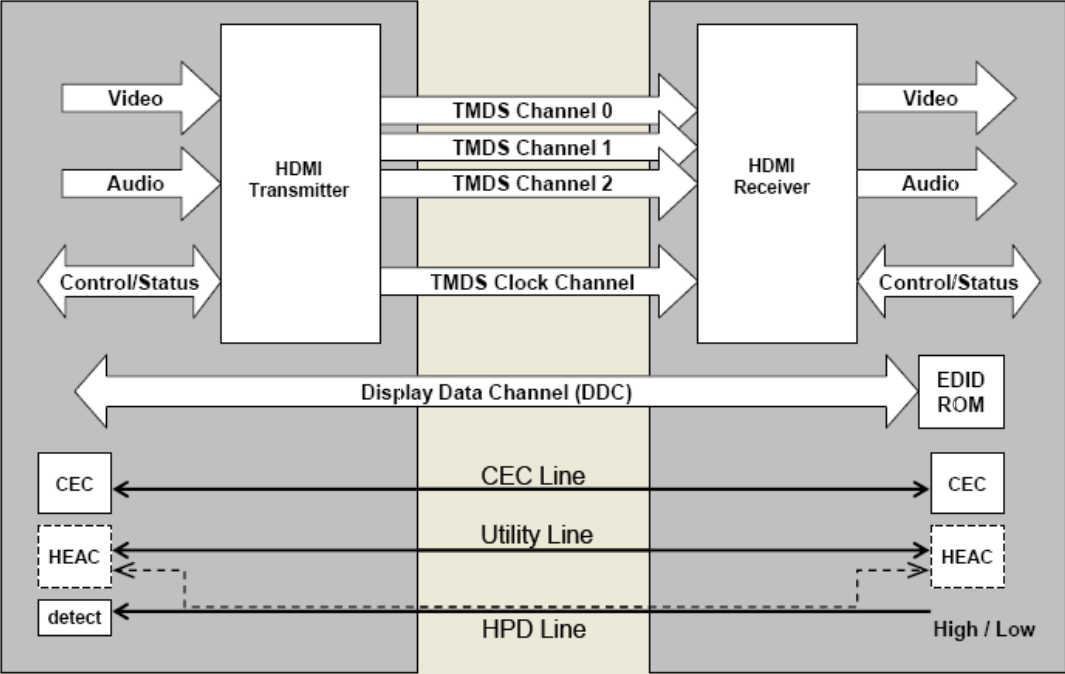 Video
Audio
Control/Status
HDMI
Transmitter
TMDS Channel 0
TMDS Channel 1
TMDS Channel 2
TMDS Clock Channel
HDMI
Receiver
Video
Audio
Control/Status
Display Data Channel (DDC)
EDID
ROM
CEC
CEC Line
CEC
HEAC
Utility Line
HEAC
detect
HPD Line
High / Low